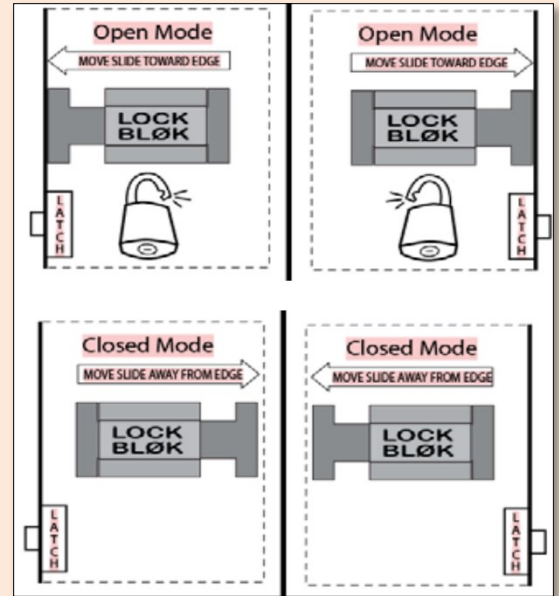 Open Mode
MOVE SLIDE TOWARD EDGE
LOCK
BLØK
LATCH
Open Mode
MOVE SLIDE TOWARD EDGE
LOCK
BLØK
LATCH
Closed Mode
MOVE SLIDE AWAY FROM EDGE
LOCK
BLØK
LATCH
Closed Mode
MOVE SLIDE AWAY FROM EDGE
LOCK
BLØK
LATCH